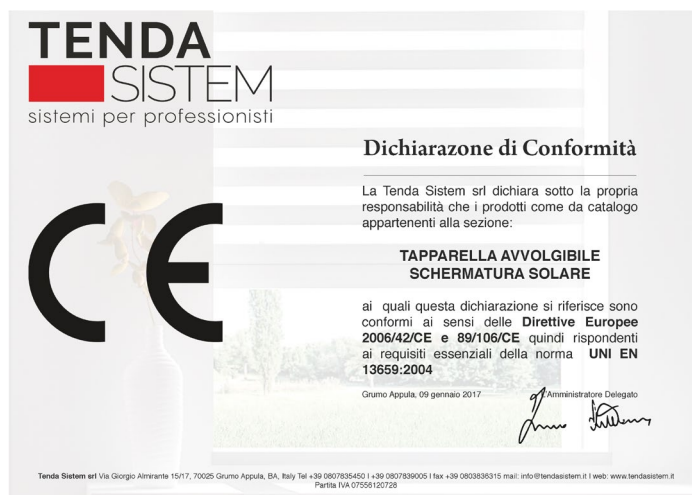 TENDA
SISTEM
sistemi per professionisti
CE
Dichiarazone di Conformità
La Tenda Sistem srl dichiara sotto la propria
responsabilità che i prodotti come da catalogo
appartenenti alla sezione:
TAPPARELLA AVVOLGIBILE
SCHERMATURA SOLARE
ai quali questa dichiarazione si riferisce sono
conformi ai sensi delle Direttive Europee
2006/42/CE e 89/106/CE quindi rispondenti
ai requisiti essenziali della norma UNI EN
13659:2004
Grumo Appula, 09 gennaio 2017
L'Amministratore Delegato
Tenda Sistem srl Via Giorgio Almirante 15/17, 70025 Grumo Appula, BA, Italy Tel +39 0807835450 I +39 0807839005 I fax +39 0803836315 mail: info@tendasistem.it I web: www.tendasistem.it
Partita IVA 07556120728